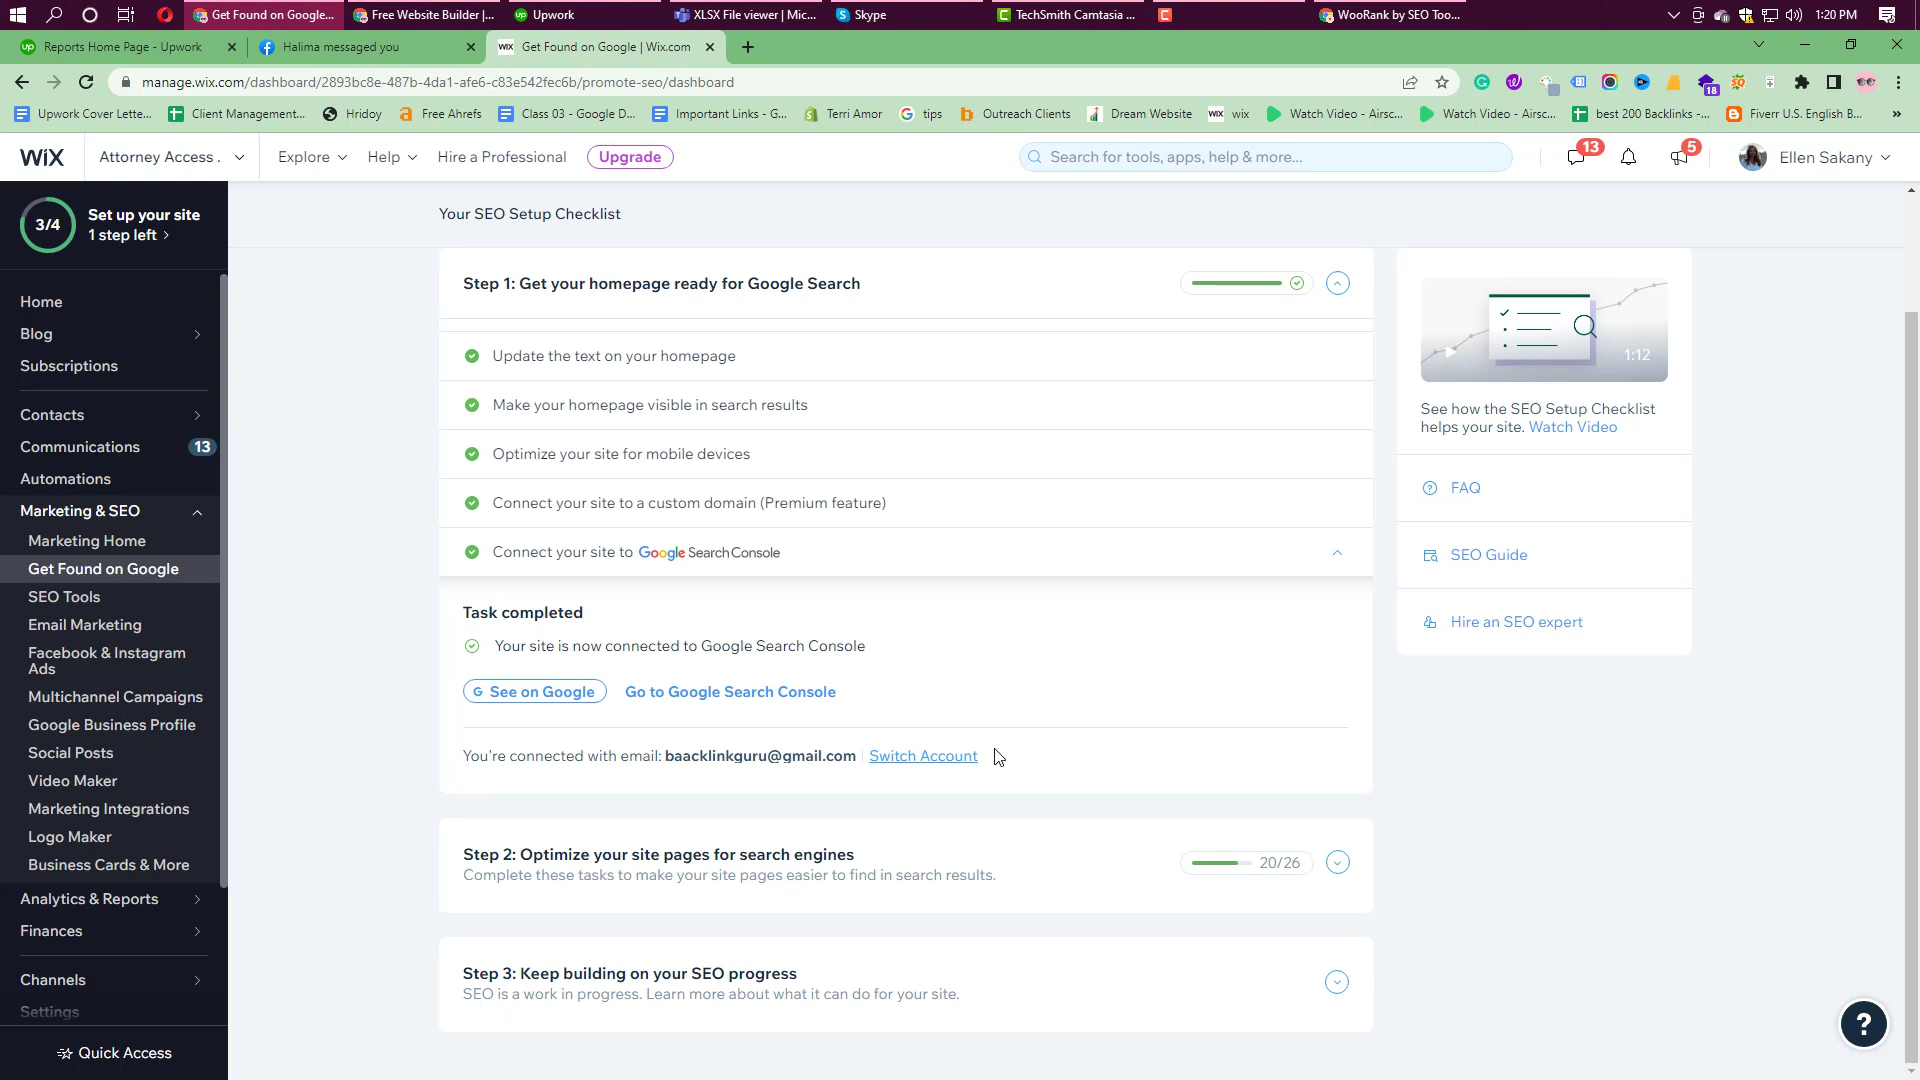 Get Found on Google...
Free Website Builder |...
Upwork
XLSX File viewer | Mic...
Skype
TechSmith Camtasia ...
WooRank by SEO Too...
1:20 PM
Reports Home Page - Upwork
Halima messaged you
Get Found on Google | Wix.com
manage.wix.com/dashboard/2893bc8e-487b-4da1-afe6-c83e542fec6b/promote-seo/dashboard
18
Upwork Cover Lette...
Client Management...
Hridoy
Free Ahrefs
Class 03 - Google D...
Important Links - G...
Terri Amor
tips
Outreach Clients
Dream Website
wix
Watch Video - Airsc...
Watch Video - Airsc...
best 200 Backlinks -...
Fiverr U.S. English B...
WIX
Attorney Access .
Explore
Help
Hire a Professional
Upgrade
Search for tools, apps, help & more...
13
5
Ellen Sakany
3/4
Set up your site
1 step left >
Home
Blog
Subscriptions
Contacts
Communications
13
Automations
Marketing & SEO
Marketing Home
Get Found on Google
SEO Tools
Email Marketing
Facebook & Instagram
Ads
Multichannel Campaigns
Google Business Profile
Social Posts
Video Maker
Marketing Integrations
Logo Maker
Business Cards & More
Analytics & Reports
Finances
Channels
Settings
Quick Access
Your SEO Setup Checklist
Step 1: Get your homepage ready for Google Search
Update the text on your homepage
Make your homepage visible in search results
Optimize your site for mobile devices
Connect your site to a custom domain (Premium feature)
Connect your site to Google Search Console
Task completed
Your site is now connected to Google Search Console
G See on Google
Go to Google Search Console
You're connected with email: baacklinkguru@gmail.com | Switch Account
Step 2: Optimize your site pages for search engines
Complete these tasks to make your site pages easier to find in search results.
20/26
Step 3: Keep building on your SEO progress
SEO is a work in progress. Learn more about what it can do for your site.
1:12
See how the SEO Setup Checklist
helps your site. Watch Video
FAQ
SEO Guide
Hire an SEO expert
?